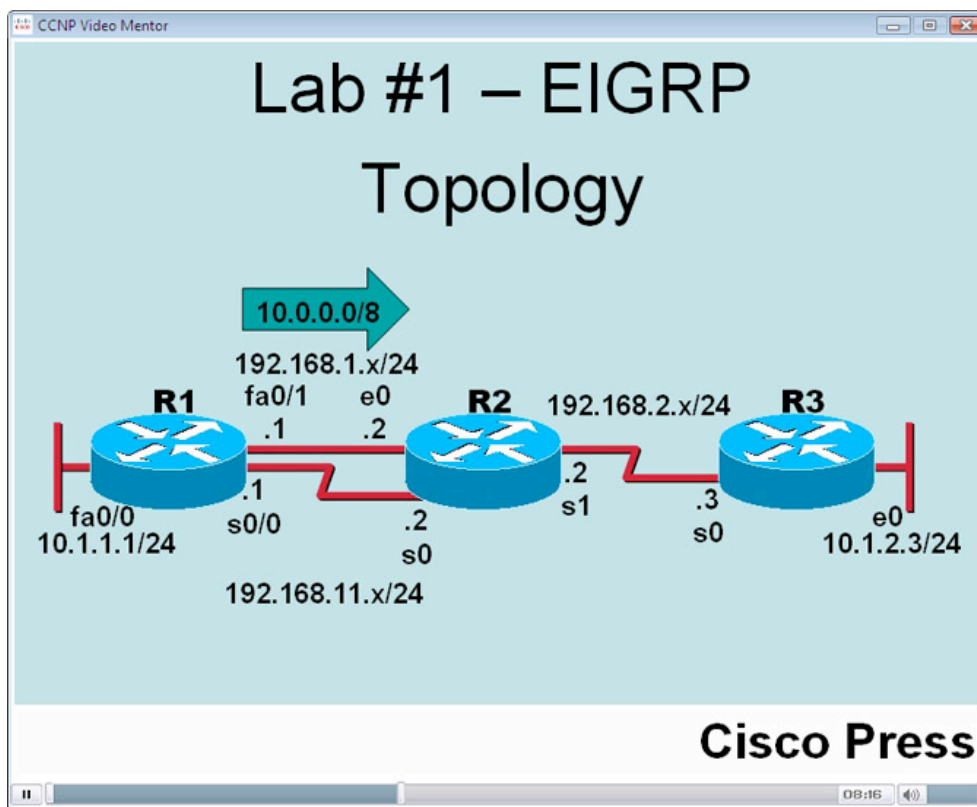 CCNP Video Mentor
Lab #1 – EIGRP
Topology
10.0.0.0/8
192.168.1.x/24
R1 fa0/1 e0 R2 192.168.2.x/24 R3
.1 .2
.1 .2 .3
fa0/0 s0/0 .2 s1 s0 e0
10.1.1.1/24 s0 10.1.2.3/24
192.168.11.x/24
Cisco Press
08:16